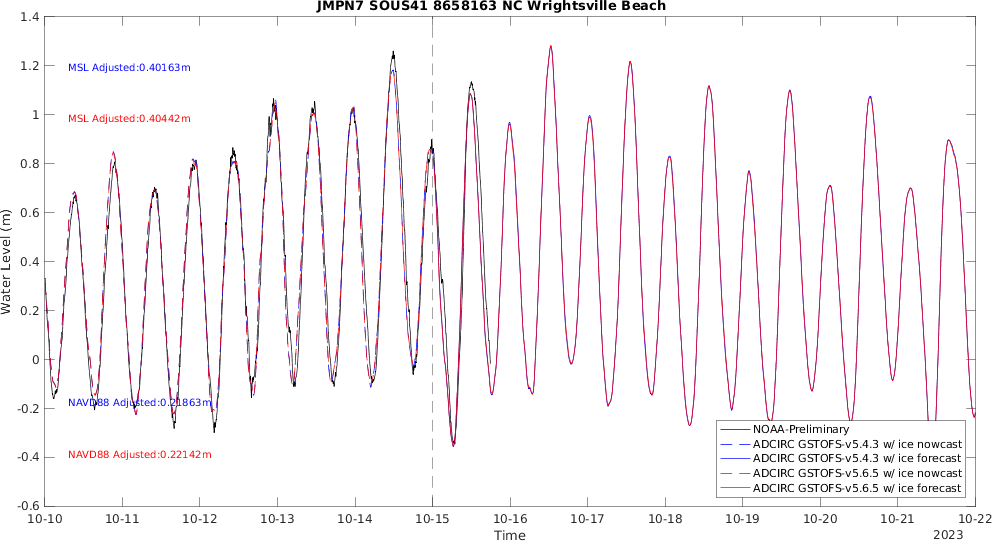 JMPN7 SOUS41 8658163 NC Wrightsville Beach
1.4
1.2
1
0.8
0.6
0.4
0.2
0
-0.2
-0.4
-0.6
Water Level (m)
MSL Adjusted:0.40163m
MSL Adjusted:0.40442m
NAVD88 Adjusted:0.21863m
NAVD88 Adjusted:0.22142m
NOAA-Preliminary
ADCIRC GSTOFS-v5.4.3 w/ ice nowcast
ADCIRC GSTOFS-v5.4.3 w/ ice forecast
ADCIRC GSTOFS-v5.6.5 w/ ice nowcast
ADCIRC GSTOFS-v5.6.5 w/ ice forecast
10-10 10-11 10-12 10-13 10-14 10-15 10-16 10-17 10-18 10-19 10-20 10-21 10-22
Time
2023